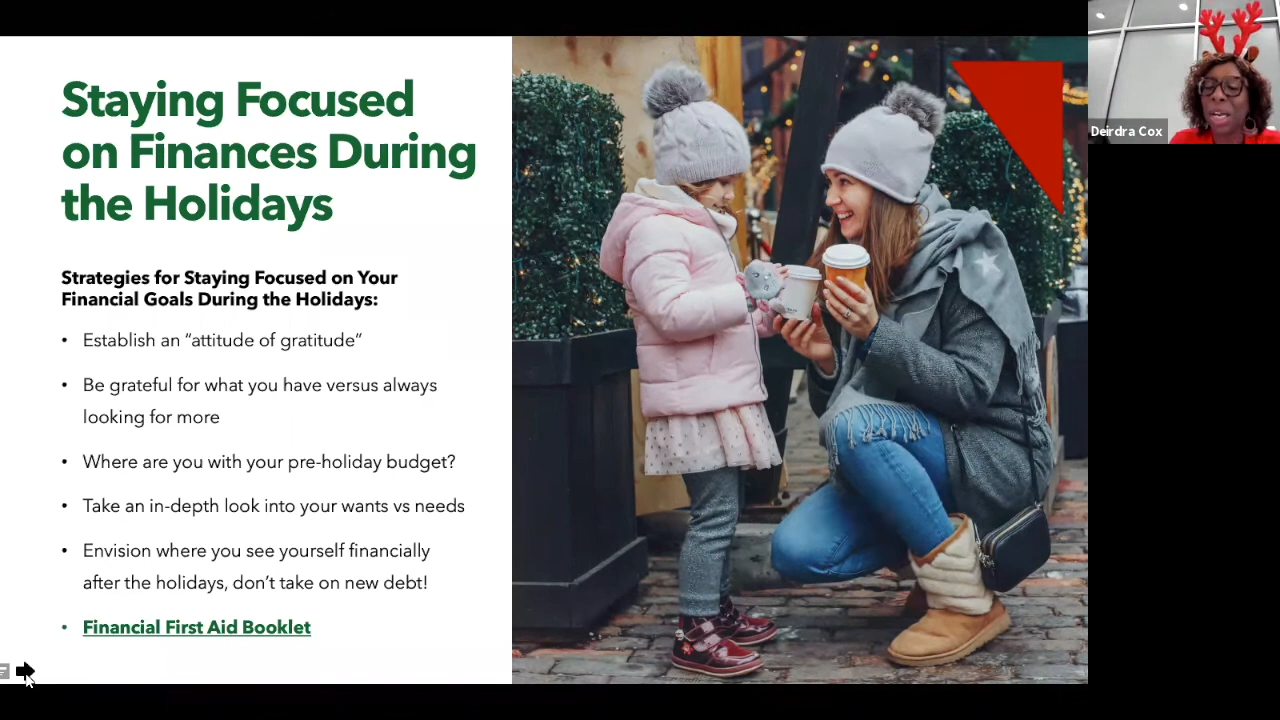 Staying Focused
on Finances During
the Holidays
Strategies for Staying Focused on Your
Financial Goals During the Holidays:
• Establish an “attitude of gratitude”
• Be grateful for what you have versus always
looking for more
• Where are you with your pre-holiday budget?
• Take an in-depth look into your wants vs needs
• Envision where you see yourself financially
after the holidays, don’t take on new debt!
• Financial First Aid Booklet
Deirdra Cox